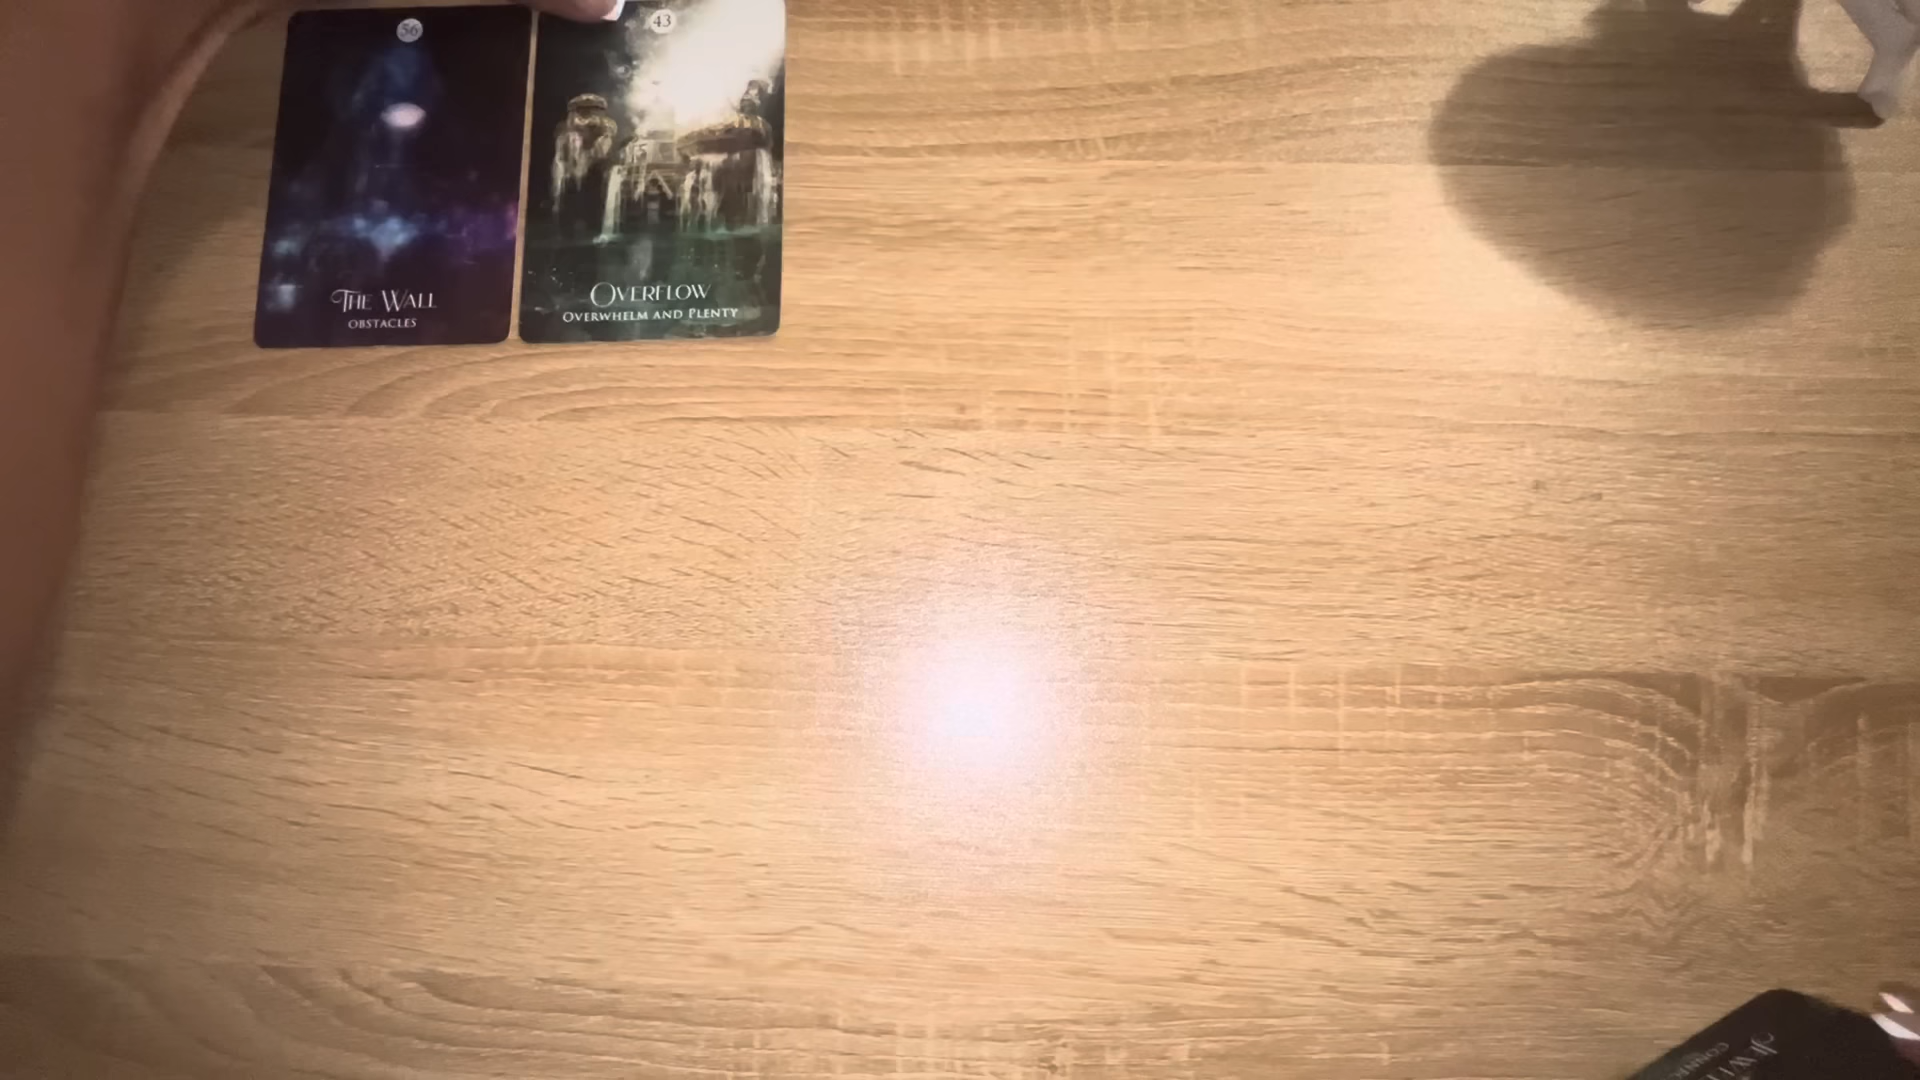 56
The Wall
Obstacles
43
Overflow
Overwhelm and Plenty